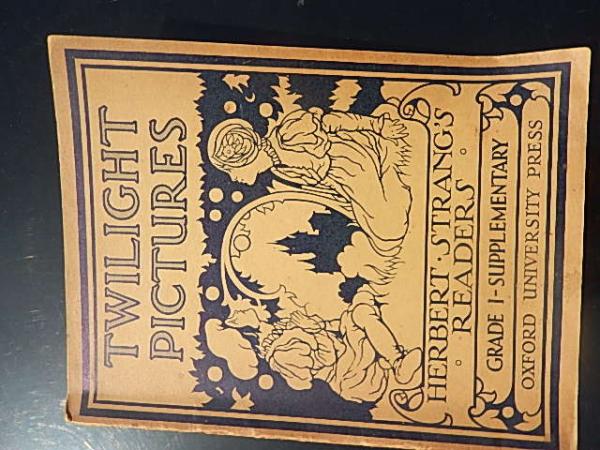 TWILIGHT
PICTURES
HERBERT·STRANG'S
· READERS ·
GRADE I-SUPPLEMENTARY
OXFORD UNIVERSITY PRESS